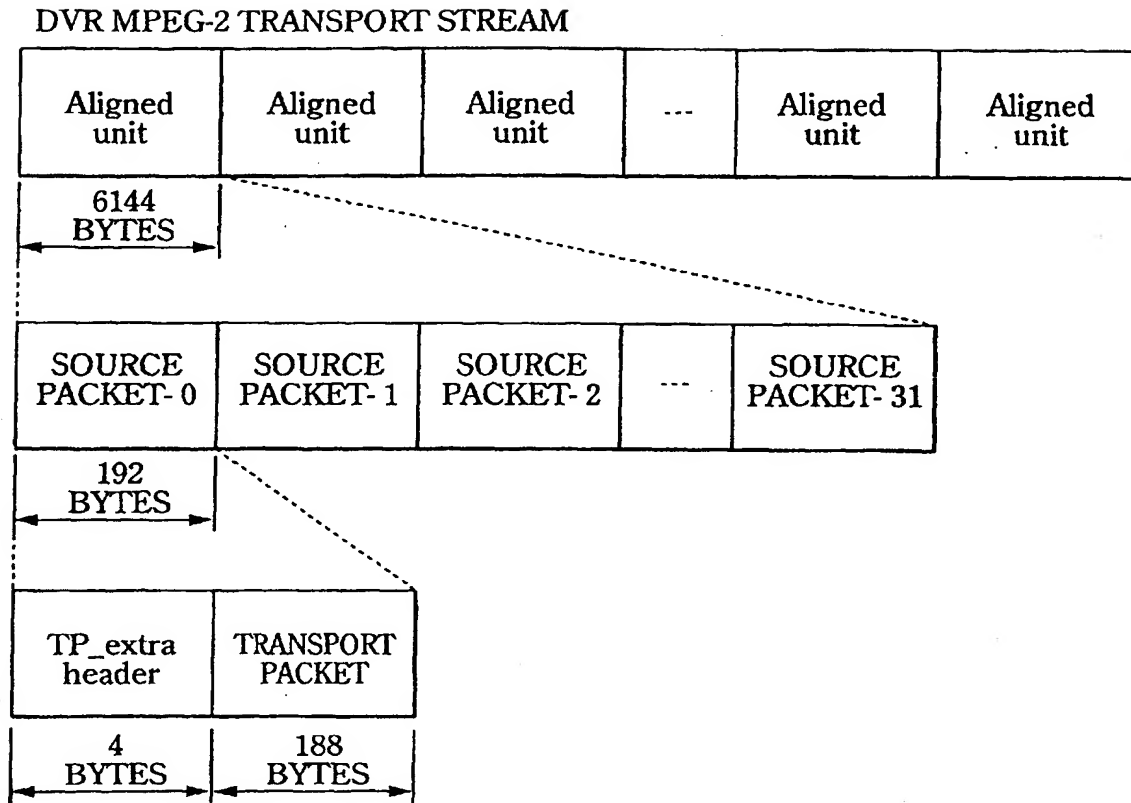 DVR MPEG-2 TRANSPORT STREAM
Aligned unit
Aligned unit
Aligned unit
---
Aligned unit
Aligned unit
6144 BYTES
SOURCE PACKET- 0
SOURCE PACKET- 1
SOURCE PACKET- 2
---
SOURCE PACKET- 31
192 BYTES
TP_extra header
TRANSPORT PACKET
4 BYTES
188 BYTES